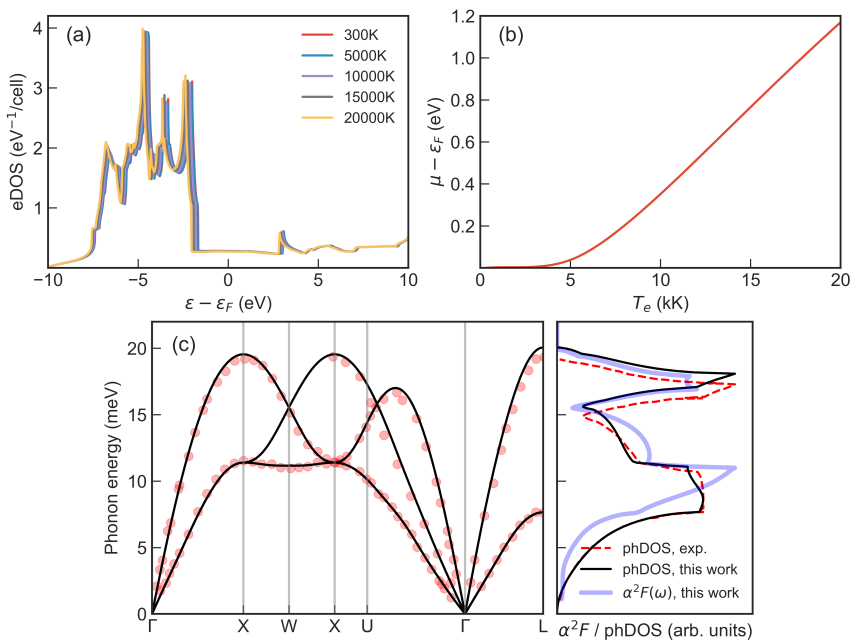 (a)
300K
5000K
10000K
15000K
20000K
eDOS (eV⁻¹/cell)
4
3
2
1
−10
−5
0
5
10
ε − ε_F (eV)
(b)
μ − ε_F (eV)
1.2
1.0
0.8
0.6
0.4
0.2
0
5
10
15
20
T_e (kK)
(c)
Phonon energy (meV)
20
15
10
5
0
Γ
X
W
X
U
Γ
L
phDOS, exp.
phDOS, this work
α²F(ω), this work
α²F / phDOS (arb. units)